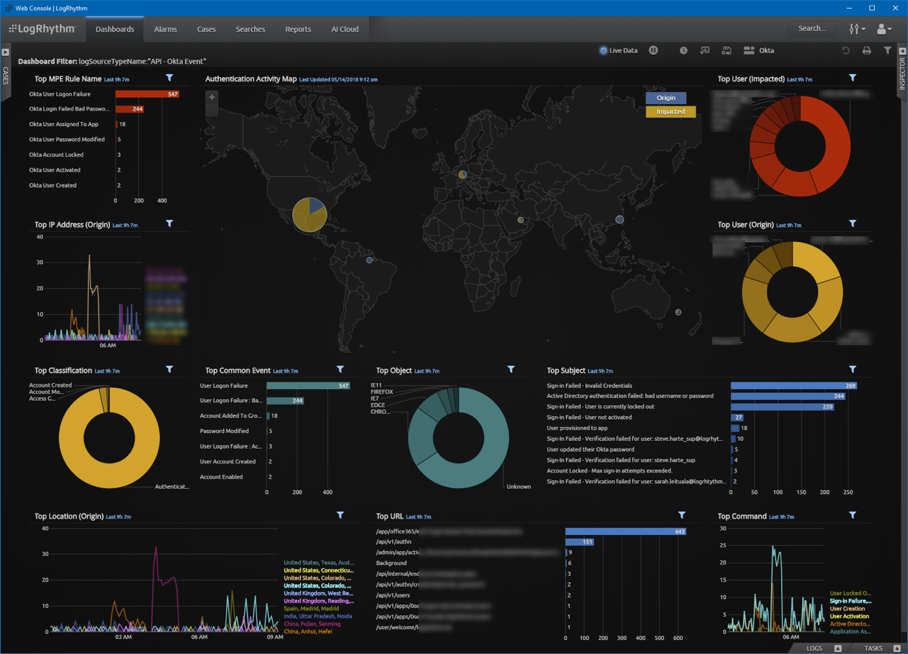 Web Console | LogRhythm
LogRhythm Dashboards Alarms Cases Searches Reports AI Cloud Search...
Live Data Okta
CASES
INSPECTOR
Dashboard Filter: logSourceTypeName:"API - Okta Event"
Top MPE Rule Name Last 9h 7m
Okta User Logon Failure 547
Okta Login Failed Bad Passwo... 244
Okta User Assigned To App 18
Okta User Password Modified 5
Okta Account Locked 3
Okta User Activated 2
Okta User Created 2
0 200 400
Authentication Activity Map Last Updated 05/14/2018 9:12 am
+
Origin
Impacted
Top User (Impacted) Last 9h 7m
Top IP Address (Origin) Last 9h 7m
40
30
20
10
0
06 AM
Top User (Origin) Last 9h 7m
Top Classification Last 9h 7m
Account Created
Account Mo...
Access G...
Authenticat...
Top Common Event Last 9h 7m
User Logon Failure 547
User Logon Failure : Ba... 244
Account Added To Gro... 18
Password Modified 5
User Logon Failure : Ac... 3
User Account Created 2
Account Enabled 2
0 200 400
Top Object Last 9h 7m
IE11
FIREFOX
IE7
EDGE
CHRO...
Unknown
Top Subject Last 9h 7m
Sign-in Failed - Invalid Credentials 269
Active Directory authentication failed: bad username or password 244
Sign-in Failed - User is currently locked out 220
Sign-in Failed - User not activated 27
User provisioned to app 18
Sign-in Failed - Verification failed for user: steve.harte_sup@logrhyt... 10
User updated their Okta password 5
Sign-in Failed - Verification failed for user: steve.harte_sup 4
Account Locked - Max sign-in attempts exceeded. 3
Sign-in Failed - Verification failed for user: sarah.leituala@logrhythm... 2
0 50 100 150 200 250
Top Location (Origin) Last 9h 7m
40
30
20
10
0
03 AM 06 AM 09 AM
United States, Texas, Aust...
United States, Connecticu...
United States, Colorado, ...
United States, Colorado, ...
United Kingdom, West Be...
United Kingdom, Reading,...
Spain, Madrid, Madrid
India, Uttar Pradesh, Noida
China, Fujian, Sanming
China, Anhui, Hefei
Top URL Last 9h 7m
/app/office365/e 643
/api/v1/authn 151
/admin/app/activ 9
Background 6
/api/internal/en 4
/api/v1/authn/cr 3
/api/v1/users 2
/api/v1/apps/0oa 2
/api/v1/apps/0oa 1
/user/welcome/ 1
0 100 200 300 400 500 600
Top Command Last 9h 7m
30
25
20
15
10
5
0
06 AM
User Locked O...
Sign-in Failure,...
User Creation
User Activation
Active Directo...
Application As...
LOGS TASKS